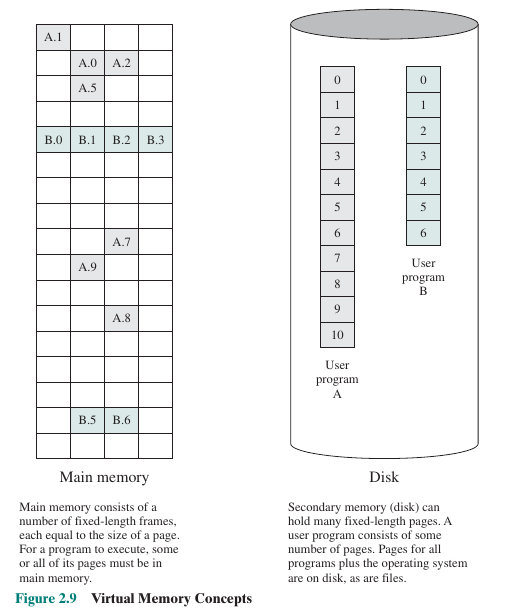 A.1
A.0 A.2
A.5
B.0 B.1 B.2 B.3
A.7
A.9
A.8
B.5 B.6
Main memory
Main memory consists of a
number of fixed-length frames,
each equal to the size of a page.
For a program to execute, some
or all of its pages must be in
main memory.
0
1
2
3
4
5
6
7
8
9
10
User
program
A
0
1
2
3
4
5
6
User
program
B
Disk
Secondary memory (disk) can
hold many fixed-length pages. A
user program consists of some
number of pages. Pages for all
programs plus the operating system
are on disk, as are files.
Figure 2.9 Virtual Memory Concepts